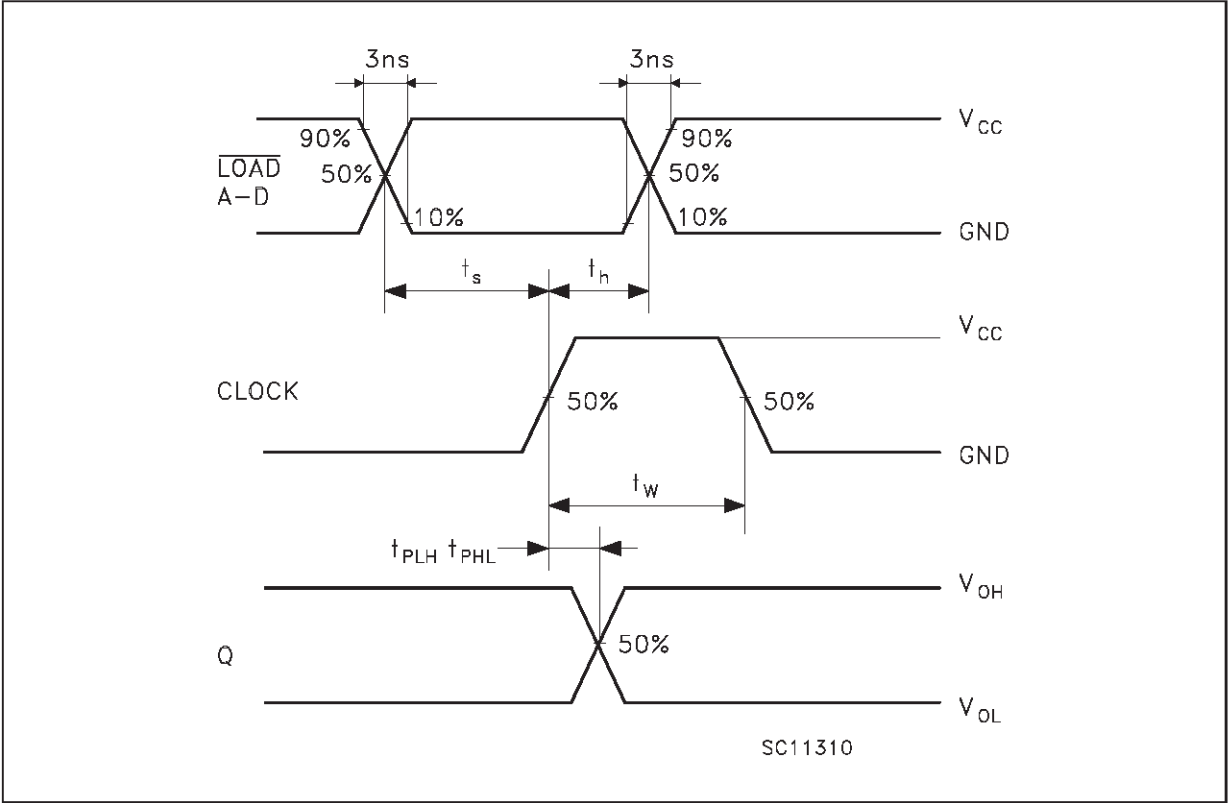 3ns 3ns
90% 90% V_CC
L̅O̅A̅D̅ 50% 50%
A-D
10% 10% GND
t_s t_h
V_CC
CLOCK 50% 50%
GND
t_W
t_PLH t_PHL
V_OH
Q 50%
V_OL
SC11310